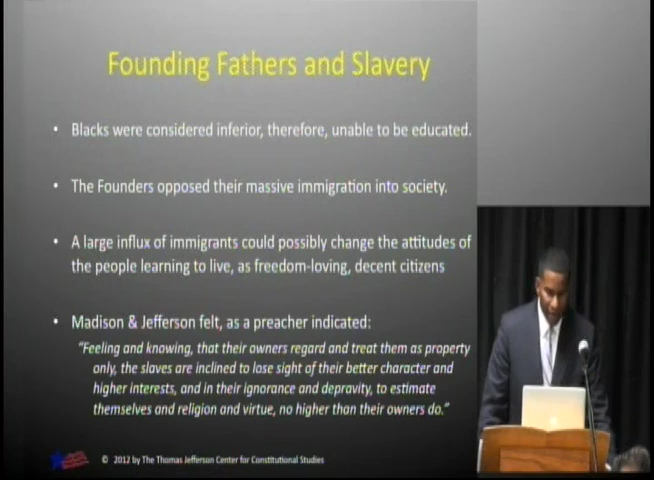 Founding Fathers and Slavery
• Blacks were considered inferior, therefore, unable to be educated.
• The Founders opposed their massive immigration into society.
• A large influx of immigrants could possibly change the attitudes of
the people learning to live, as freedom-loving, decent citizens
• Madison & Jefferson felt, as a preacher indicated:
"Feeling and knowing, that their owners regard and treat them as property
only, the slaves are inclined to lose sight of their better character and
higher interests, and in their ignorance and depravity, to estimate
themselves and religion and virtue, no higher than their owners do."
© 2012 by The Thomas Jefferson Center for Constitutional Studies